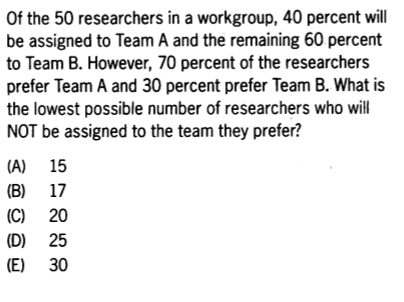 Of the 50 researchers in a workgroup, 40 percent will
be assigned to Team A and the remaining 60 percent
to Team B. However, 70 percent of the researchers
prefer Team A and 30 percent prefer Team B. What is
the lowest possible number of researchers who will
NOT be assigned to the team they prefer?
(A) 15
(B) 17
(C) 20
(D) 25
(E) 30